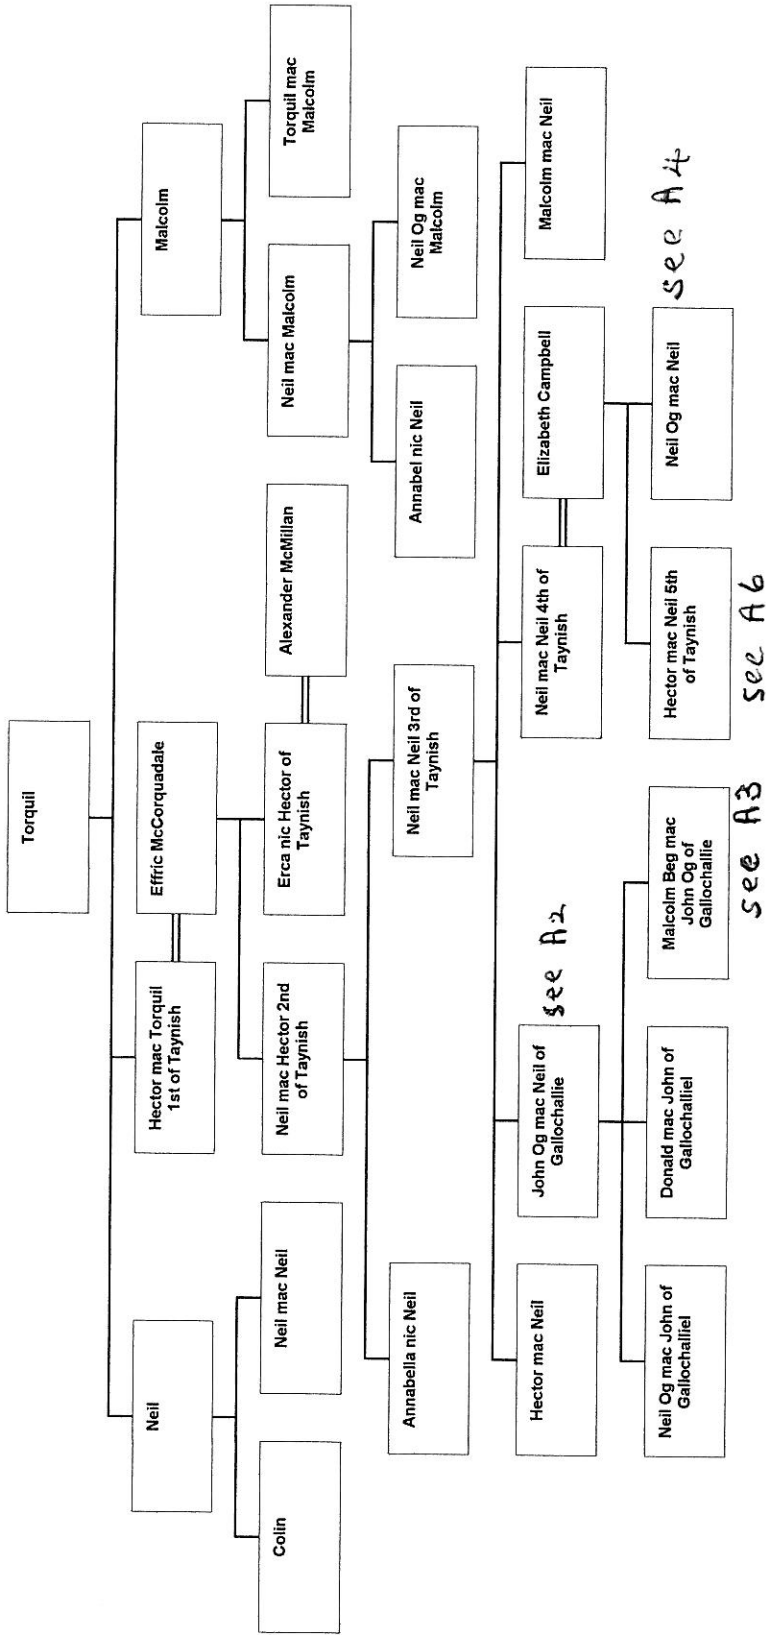 Torquil
Neil
Hector mac Torquil
1st of Taynish
Effric McCorquadale
Malcolm
Colin
Neil mac Neil
Neil mac Hector 2nd
of Taynish
Erca nic Hector of
Taynish
Alexander McMillan
Neil mac Malcolm
Torquil mac
Malcolm
Annabella nic Neil
Neil mac Neil 3rd of
Taynish
Annabel nic Neil
Neil Og mac
Malcolm
Hector mac Neil
John Og mac Neil of
Gallochallie
see A2
Neil mac Neil 4th of
Taynish
Elizabeth Campbell
Malcolm mac Neil
Neil Og mac John of
Gallochalliel
Donald mac John of
Gallochalliel
Malcolm Beg mac
John Og of
Gallochallie
see A3
Hector mac Neil 5th
of Taynish
see A6
Neil Og mac Neil
see A4